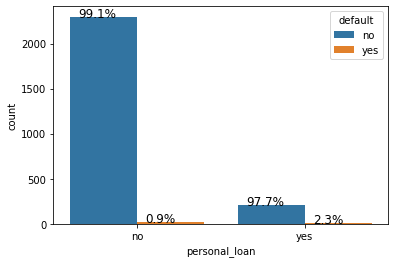 99.1%
default
no
yes
2000
1500
1000
500
0
count
0.9%
97.7%
2.3%
no
yes
personal_loan